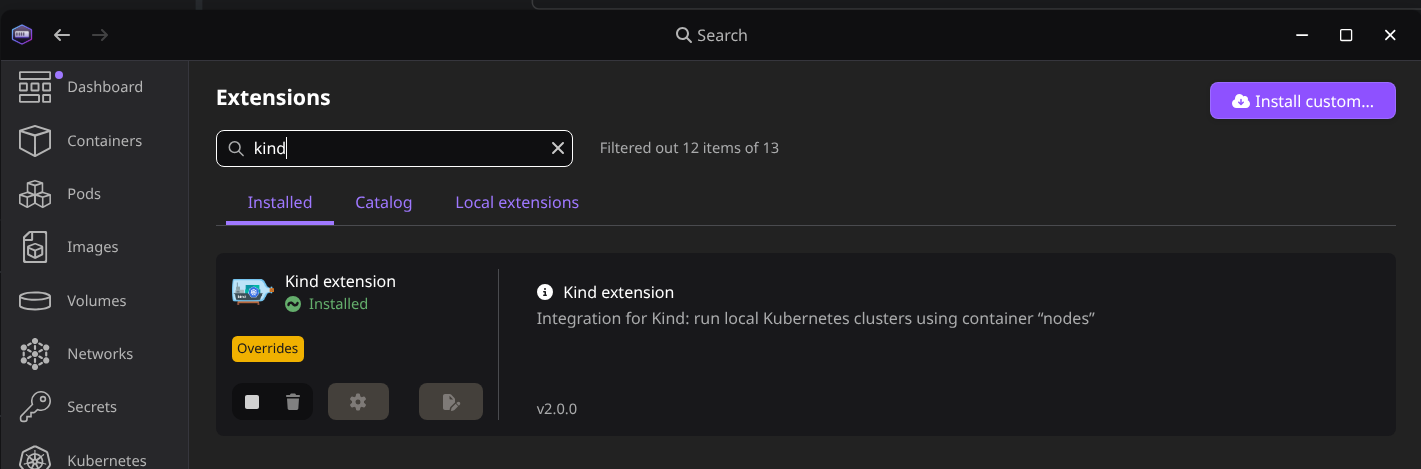 Search
Dashboard
Containers
Pods
Images
Volumes
Networks
Secrets
Kubernetes
Extensions
Install custom...
kind
Filtered out 12 items of 13
Installed
Catalog
Local extensions
Kind extension
Installed
Overrides
Kind extension
Integration for Kind: run local Kubernetes clusters using container “nodes”
v2.0.0